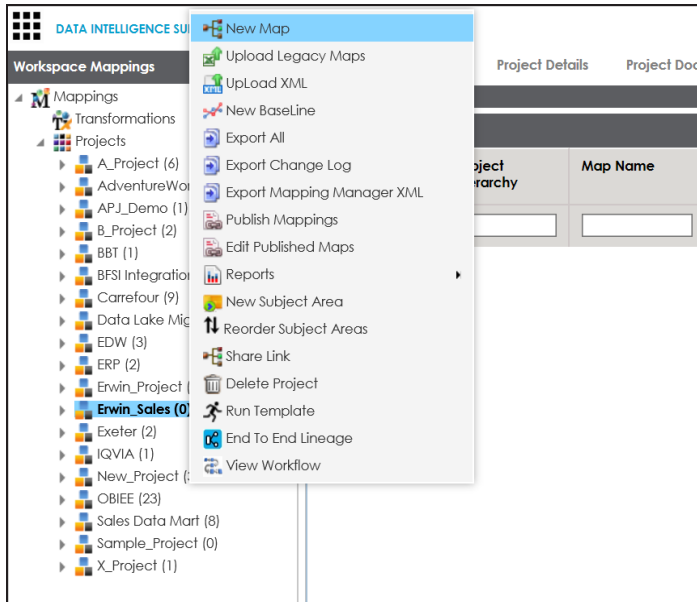 DATA INTELLIGENCE SU
Workspace Mappings
Mappings
Transformations
Projects
A_Project (6)
AdventureWor
APJ_Demo (1)
B_Project (2)
BBT (1)
BFSI Integration
Carrefour (9)
Data Lake Mig
EDW (3)
ERP (2)
Erwin_Project (
Erwin_Sales (0)
Exeter (2)
IQVIA (1)
New_Project (
OBIEE (23)
Sales Data Mart (8)
Sample_Project (0)
X_Project (1)
New Map
Upload Legacy Maps
UpLoad XML
New BaseLine
Export All
Export Change Log
Export Mapping Manager XML
Publish Mappings
Edit Published Maps
Reports
New Subject Area
Reorder Subject Areas
Share Link
Delete Project
Run Template
End To End Lineage
View Workflow
Project Details
Project Doc
oject
erarchy
Map Name